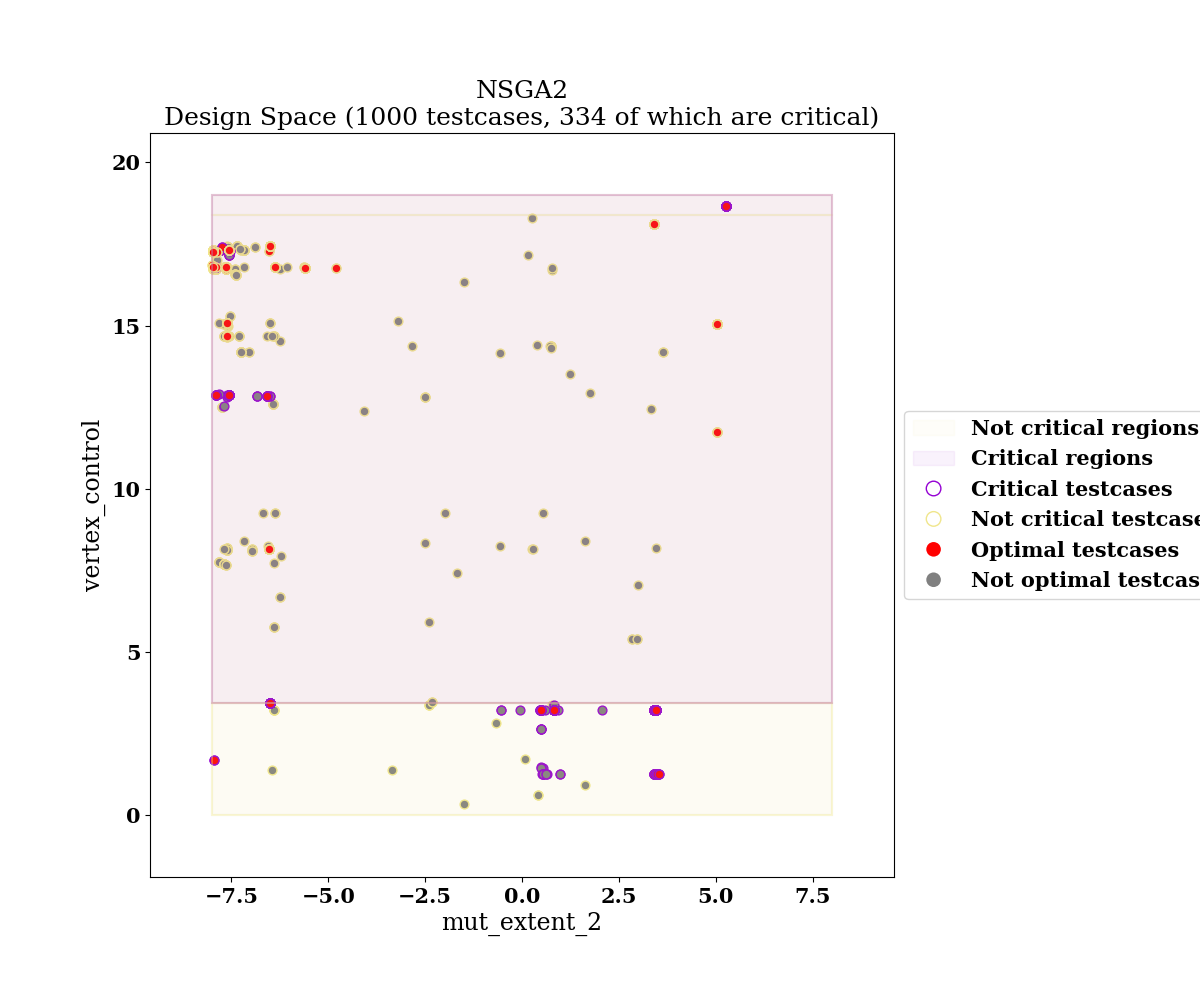 NSGA2
Design Space (1000 testcases, 334 of which are critical)
20
15
10
5
0
vertex_control
−7.5 −5.0 −2.5 0.0 2.5 5.0 7.5
mut_extent_2
Not critical regions
Critical regions
Critical testcases
Not critical testcase
Optimal testcases
Not optimal testcas